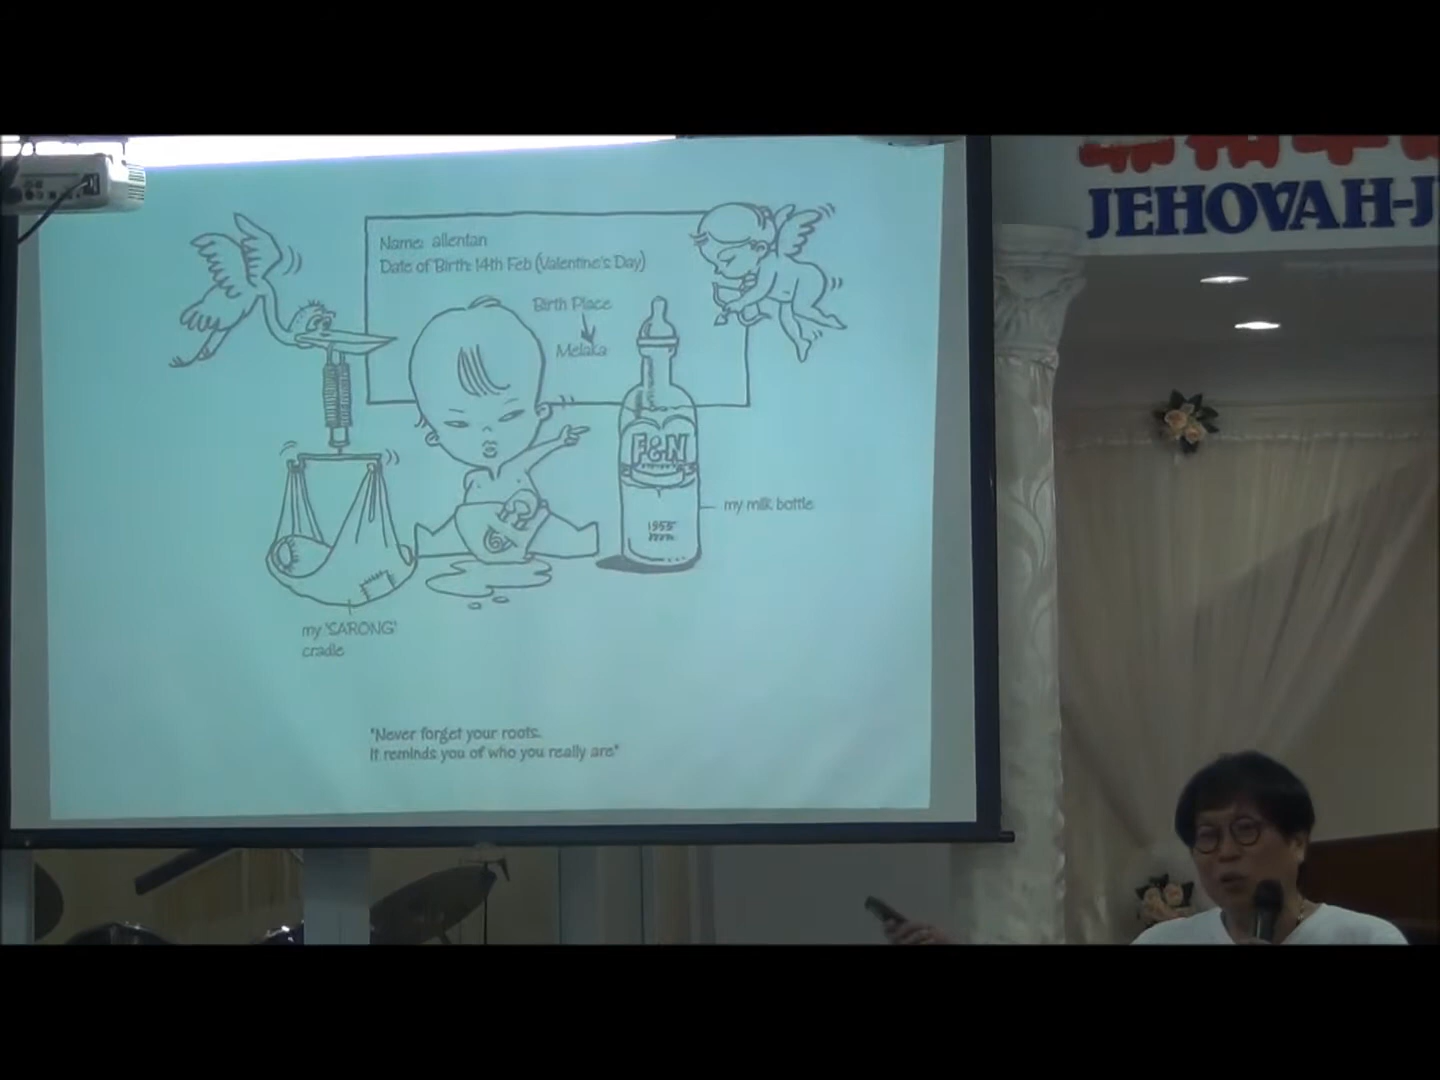 JEHOVAH-J
Name: allentan
Date of Birth: 14th Feb (Valentine's Day)
Birth Place
Melaka
F&N
1955
my milk bottle
my 'SARONG'
cradle
"Never forget your roots.
It reminds you of who you really are"